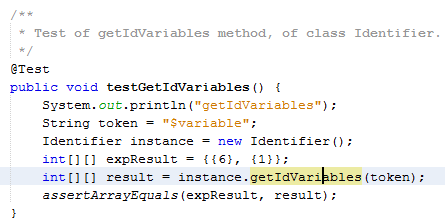 /**
 * Test of getIdVariables method, of class Identifier.
 */
@Test
public void testGetIdVariables() {
    System.out.println("getIdVariables");
    String token = "$variable";
    Identifier instance = new Identifier();
    int[][] expResult = {{6}, {1}};
    int[][] result = instance.getIdVariables(token);
    assertArrayEquals(expResult, result);
}